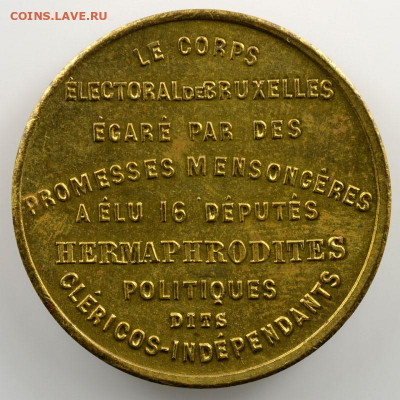 COINS.LAVE.RU
LE CORPS
ÉLECTORAL DE BRUXELLES
ÉGARÉ PAR DES
PROMESSES MENSONGÈRES
A ÉLU 16 DÉPUTÉS
HERMAPHRODITES
POLITIQUES
DITS
CLÉRICOS-INDÉPENDANTS